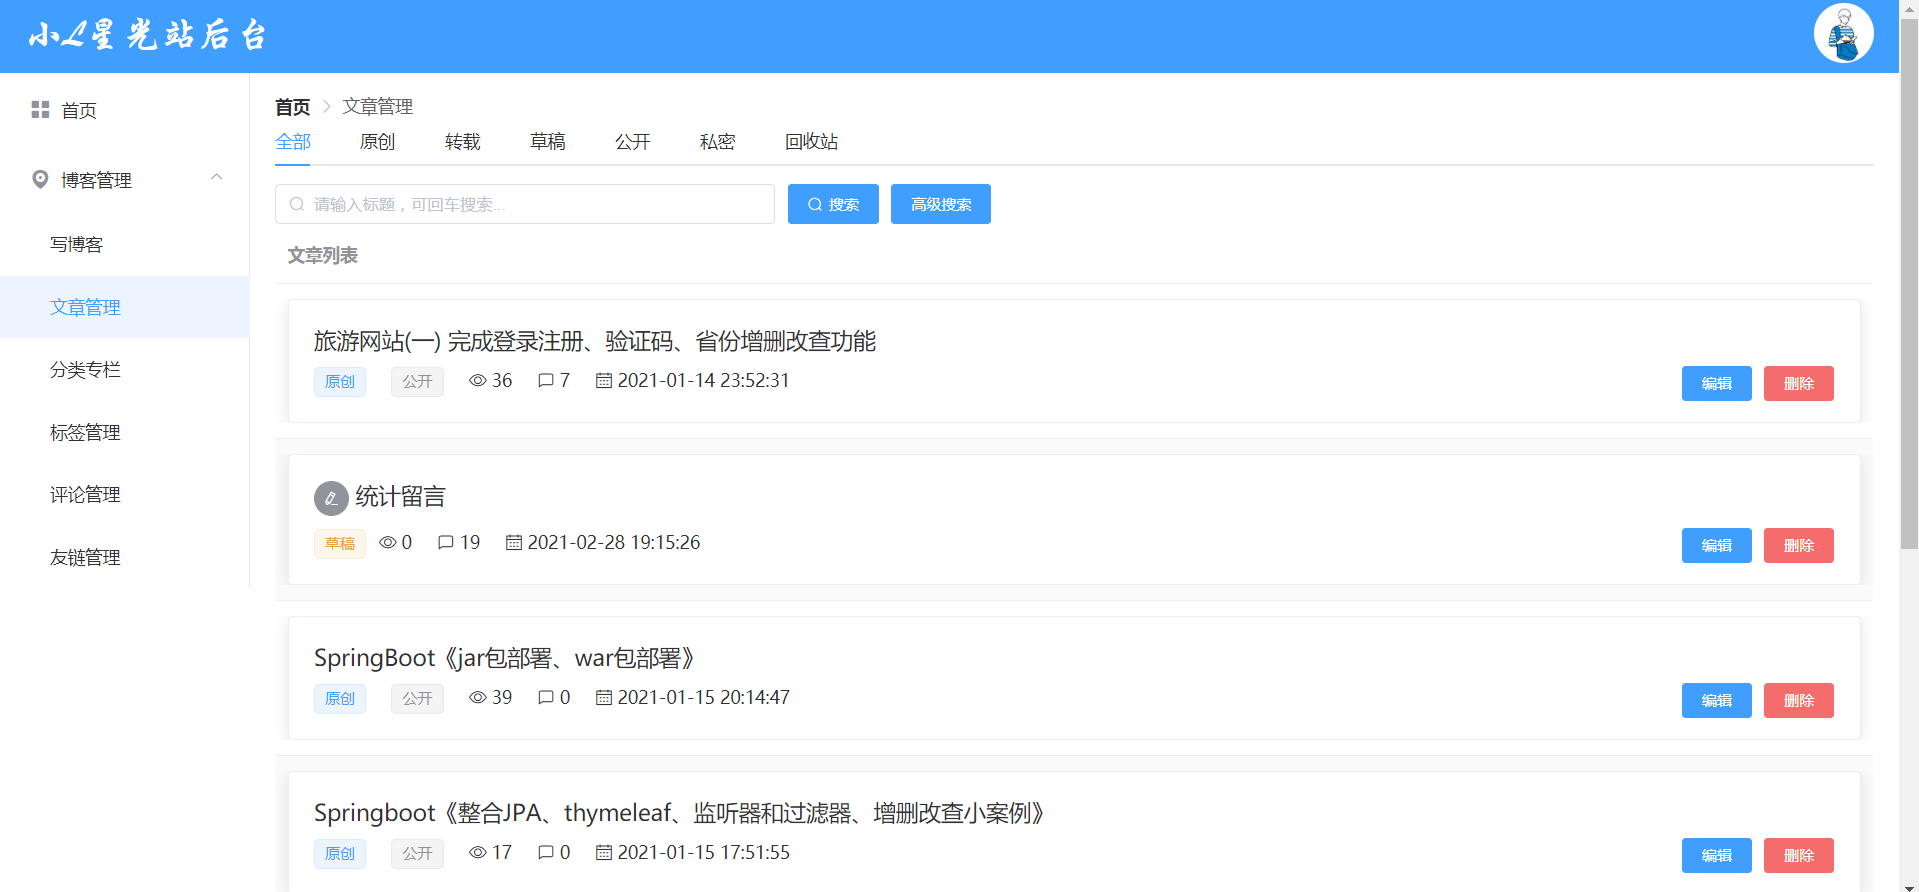 小L星光站后台
首页
博客管理
写博客
文章管理
分类专栏
标签管理
评论管理
友链管理
首页 > 文章管理
全部 原创 转载 草稿 公开 私密 回收站
请输入标题，可回车搜索... 搜索 高级搜索
文章列表
旅游网站(一) 完成登录注册、验证码、省份增删改查功能
原创 公开 36 7 2021-01-14 23:52:31 编辑 删除
统计留言
草稿 0 19 2021-02-28 19:15:26 编辑 删除
SpringBoot《jar包部署、war包部署》
原创 公开 39 0 2021-01-15 20:14:47 编辑 删除
Springboot《整合JPA、thymeleaf、监听器和过滤器、增删改查小案例》
原创 公开 17 0 2021-01-15 17:51:55 编辑 删除